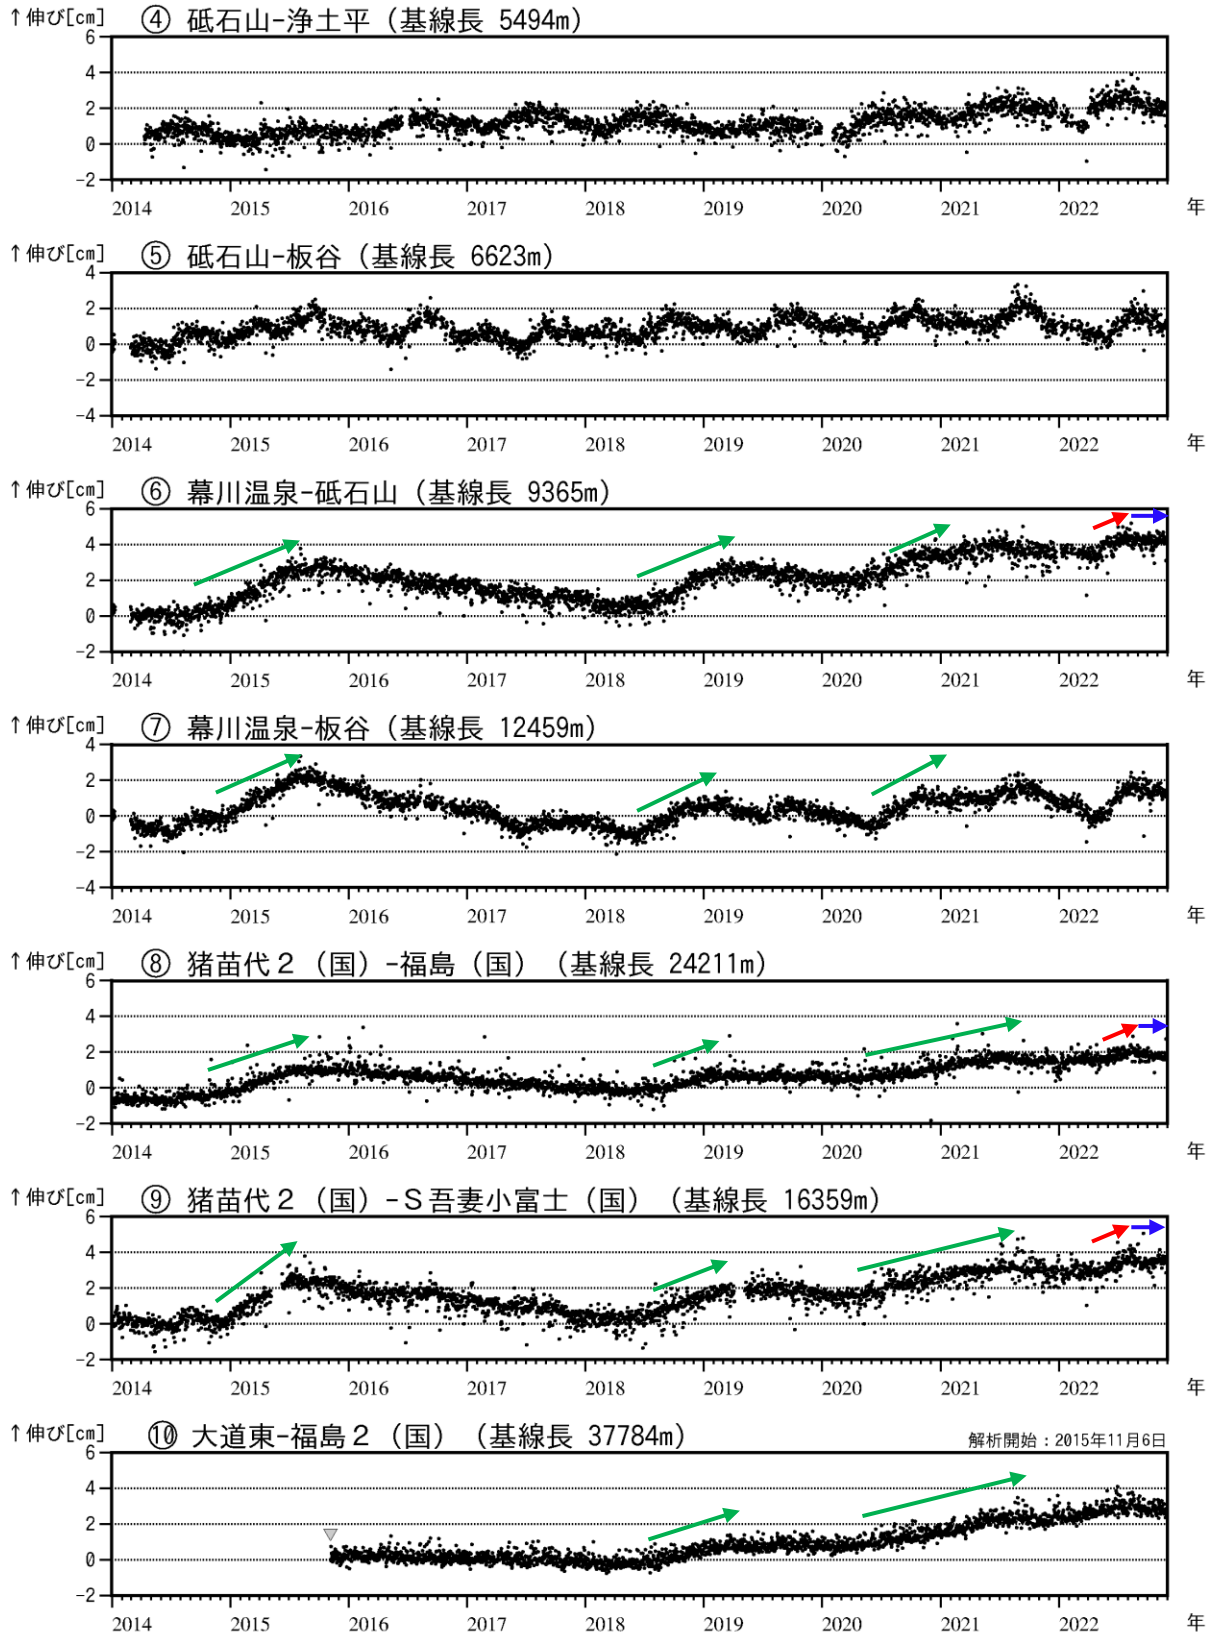 ↑伸び[cm] ④ 砥石山-浄土平（基線長 5494m）
6
4
2
0
-2
2014 2015 2016 2017 2018 2019 2020 2021 2022 年
↑伸び[cm] ⑤ 砥石山-板谷（基線長 6623m）
4
2
0
-2
-4
2014 2015 2016 2017 2018 2019 2020 2021 2022 年
↑伸び[cm] ⑥ 幕川温泉-砥石山（基線長 9365m）
6
4
2
0
-2
2014 2015 2016 2017 2018 2019 2020 2021 2022 年
↑伸び[cm] ⑦ 幕川温泉-板谷（基線長 12459m）
4
2
0
-2
-4
2014 2015 2016 2017 2018 2019 2020 2021 2022 年
↑伸び[cm] ⑧ 猪苗代２（国）-福島（国）（基線長 24211m）
6
4
2
0
-2
2014 2015 2016 2017 2018 2019 2020 2021 2022 年
↑伸び[cm] ⑨ 猪苗代２（国）-Ｓ吾妻小富士（国）（基線長 16359m）
6
4
2
0
-2
2014 2015 2016 2017 2018 2019 2020 2021 2022 年
↑伸び[cm] ⑩ 大道東-福島２（国）（基線長 37784m） 解析開始：2015年11月6日
6
4
2
0
-2
2014 2015 2016 2017 2018 2019 2020 2021 2022 年